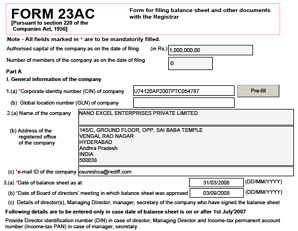 FORM 23AC
[Pursuant to section 220 of the Companies Act, 1956]
Form for filing balance sheet and other documents with the Registrar
Note - All fields marked in * are to be mandatorily filled.
Authorised capital of the company as on the date of filing (in Rs.) 1,000,000.00
Number of members of the company as on the date of filing 0
Part A
I. General information of the company
1.(a) *Corporate identity number (CIN) of company U74120AP2007PTC054787 Pre-fill
(b) Global location number (GLN) of company
2.(a) Name of the company NANO EXCEL ENTERPRISES PRIVATE LIMITED
(b) Address of the registered office of the company
145/C, GROUND FLOOR, OPP. SAI BABA TEMPLE
VENGAL RAO NAGAR
HYDERABAD
Andhra Pradesh
INDIA
500038
(c) *e-mail ID of the company csureshca@rediff.com
3.(a) *Date of balance sheet as at 31/03/2008 (DD/MM/YYYY)
(b) *Date of Board of directors' meeting in which balance sheet was approved 03/09/2008 (DD/MM/YYYY)
(c) Details of director(s), Managing Director, manager, secretary of the company who have signed the balance sheet
Following details are to be entered only in case date of balance sheet is on or after 1st July'2007
Provide Director identification number (DIN) in case of director, Managing Director and Income-tax permanent account number (Income-tax PAN) in case of manager, secretary